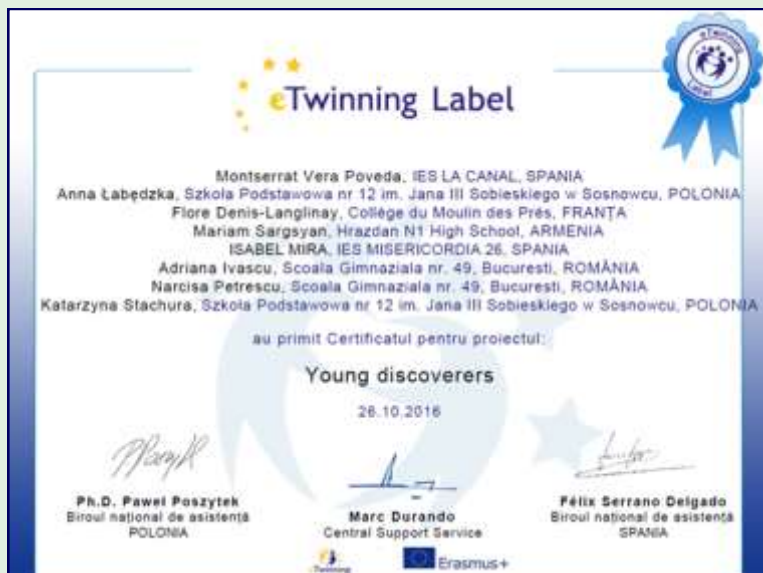 eTwinning
Label
eTwinning Label
Montserrat Vera Poveda, IES LA CANAL, SPANIA
Anna Łabędzka, Szkoła Podstawowa nr 12 im. Jana III Sobieskiego w Sosnowcu, POLONIA
Flore Denis-Langlinay, Collège du Moulin des Prés, FRANȚA
Mariam Sargsyan, Hrazdan N1 High School, ARMENIA
ISABEL MIRA, IES MISERICORDIA 26, SPANIA
Adriana Ivascu, Scoala Gimnaziala nr. 49, Bucuresti, ROMÂNIA
Narcisa Petrescu, Scoala Gimnaziala nr. 49, Bucuresti, ROMÂNIA
Katarzyna Stachura, Szkoła Podstawowa nr 12 im. Jana III Sobieskiego w Sosnowcu, POLONIA
au primit Certificatul pentru proiectul:
Young discoverers
26.10.2016
Ph.D. Paweł Poszytek
Biroul național de asistență
POLONIA
Marc Durando
Central Support Service
Félix Serrano Delgado
Biroul național de asistență
SPANIA
eTwinning
Erasmus+